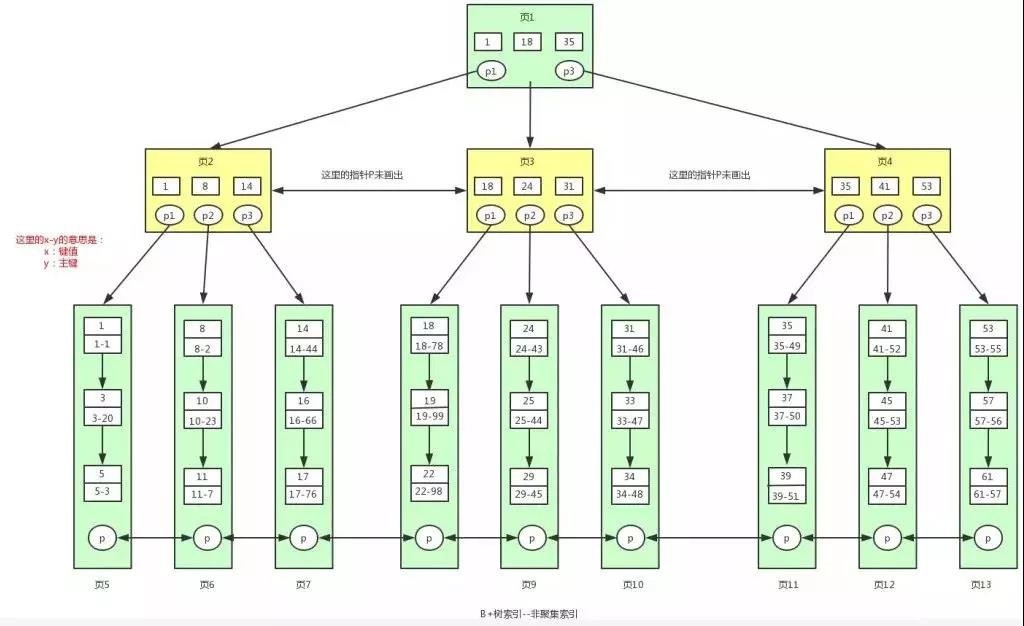 页1
1 18 35
p1 p3
页2 页3 页4
这里的指针P未画出 这里的指针P未画出
1 8 14 18 24 31 35 41 53
p1 p2 p3 p1 p2 p3 p1 p2 p3
这里的x-y的意思是：
x：键值
y：主键
1 8 14 18 24 31 35 41 53
1-1 8-2 14-44 18-78 24-43 31-46 35-49 41-52 53-55
3 10 16 19 25 33 37 45 57
3-20 10-23 16-66 19-99 25-44 33-47 37-50 45-53 57-56
5 11 17 22 29 34 39 47 61
5-3 11-7 17-76 22-98 29-45 34-48 39-51 47-54 61-57
p p p p p p p p p
页5 页6 页7 页9 页10 页11 页12 页13
B+树索引--非聚集索引